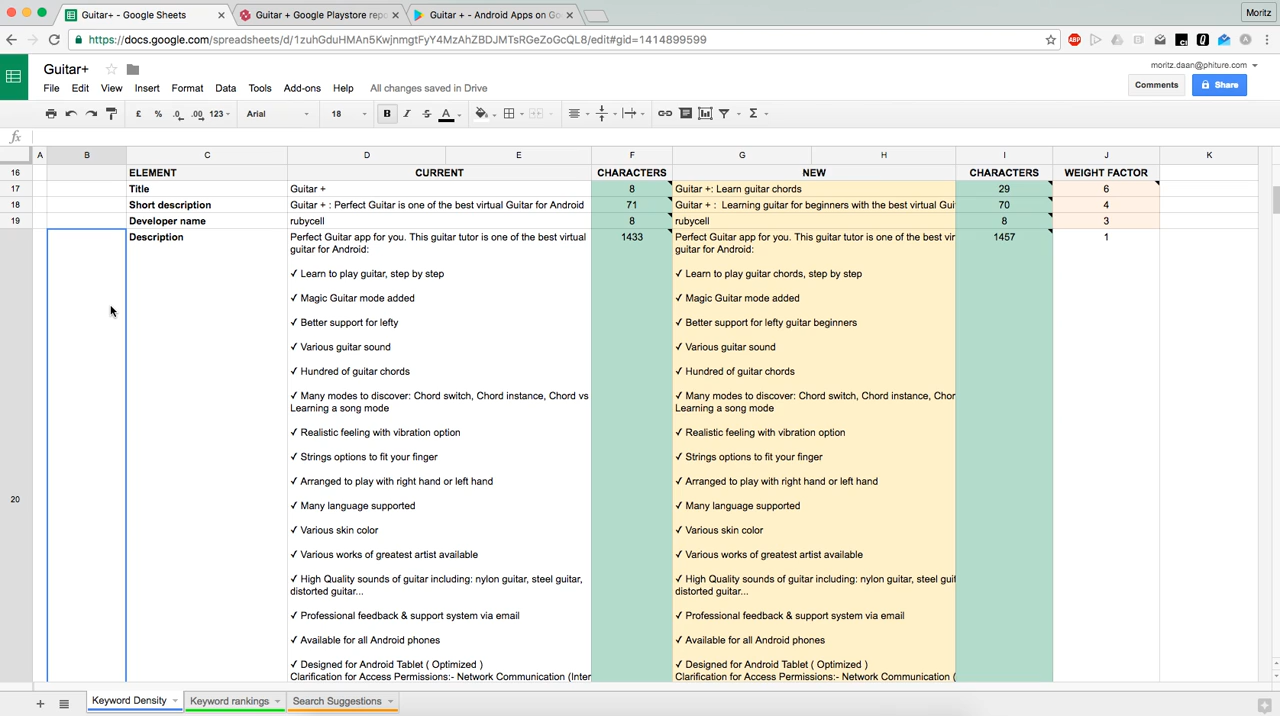 Guitar+ - Google Sheets
Guitar + Google Playstore repo
Guitar + - Android Apps on Go
Moritz
https://docs.google.com/spreadsheets/d/1zuhGduHMAn5KwjnmgtFyY4MzAhZBDJMTsRGeZoGcQL8/edit#gid=1414899599
Guitar+
moritz.daan@phiture.com
File Edit View Insert Format Data Tools Add-ons Help All changes saved in Drive
Comments Share
£ % .0 .00 123 Arial 18 B I S A Σ
fx
A B C D E F G H I J K
16 ELEMENT CURRENT CHARACTERS NEW CHARACTERS WEIGHT FACTOR
17 Title Guitar + 8 Guitar +: Learn guitar chords 29 6
18 Short description Guitar + : Perfect Guitar is one of the best virtual Guitar for Android 71 Guitar + : Learning guitar for beginners with the best virtual Gui 70 4
19 Developer name rubycell 8 rubycell 8 3
Description Perfect Guitar app for you. This guitar tutor is one of the best virtual 1433 Perfect Guitar app for you. This guitar tutor is one of the best vir 1457 1
guitar for Android: guitar for Android:
✓ Learn to play guitar, step by step ✓ Learn to play guitar chords, step by step
✓ Magic Guitar mode added ✓ Magic Guitar mode added
✓ Better support for lefty ✓ Better support for lefty guitar beginners
✓ Various guitar sound ✓ Various guitar sound
✓ Hundred of guitar chords ✓ Hundred of guitar chords
✓ Many modes to discover: Chord switch, Chord instance, Chord vs ✓ Many modes to discover: Chord switch, Chord instance, Chor
Learning a song mode Learning a song mode
✓ Realistic feeling with vibration option ✓ Realistic feeling with vibration option
✓ Strings options to fit your finger ✓ Strings options to fit your finger
✓ Arranged to play with right hand or left hand ✓ Arranged to play with right hand or left hand
20 ✓ Many language supported ✓ Many language supported
✓ Various skin color ✓ Various skin color
✓ Various works of greatest artist available ✓ Various works of greatest artist available
✓ High Quality sounds of guitar including: nylon guitar, steel guitar, ✓ High Quality sounds of guitar including: nylon guitar, steel guit
distorted guitar... distorted guitar...
✓ Professional feedback & support system via email ✓ Professional feedback & support system via email
✓ Available for all Android phones ✓ Available for all Android phones
✓ Designed for Android Tablet ( Optimized ) ✓ Designed for Android Tablet ( Optimized )
Clarification for Access Permissions:- Network Communication (Inter Clarification for Access Permissions:- Network Communication (
Keyword Density Keyword rankings Search Suggestions